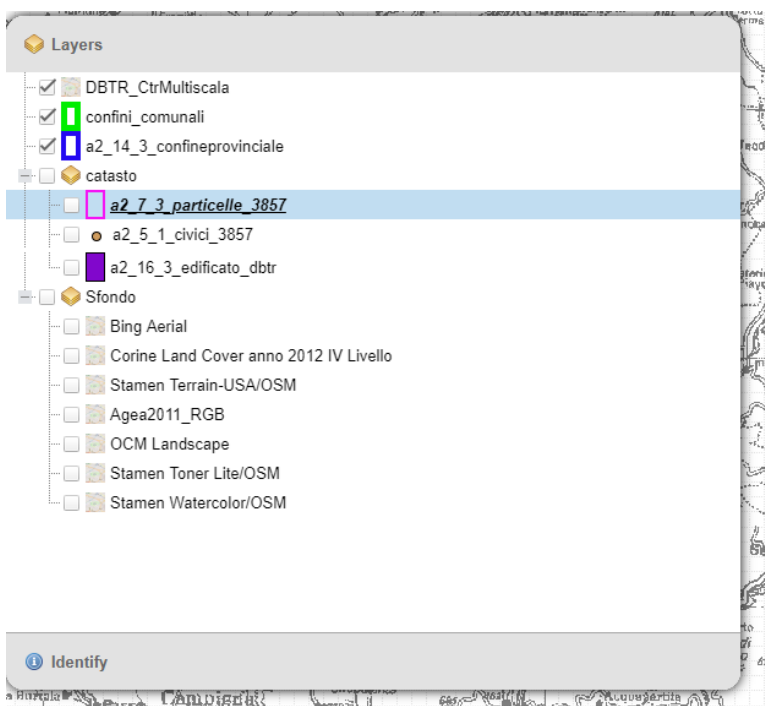 Layers
DBTR_CtrMultiscala
confini_comunali
a2_14_3_confineprovinciale
catasto
a2_7_3_particelle_3857
a2_5_1_civici_3857
a2_16_3_edificato_dbtr
Sfondo
Bing Aerial
Corine Land Cover anno 2012 IV Livello
Stamen Terrain-USA/OSM
Agea2011_RGB
OCM Landscape
Stamen Toner Lite/OSM
Stamen Watercolor/OSM
Identify